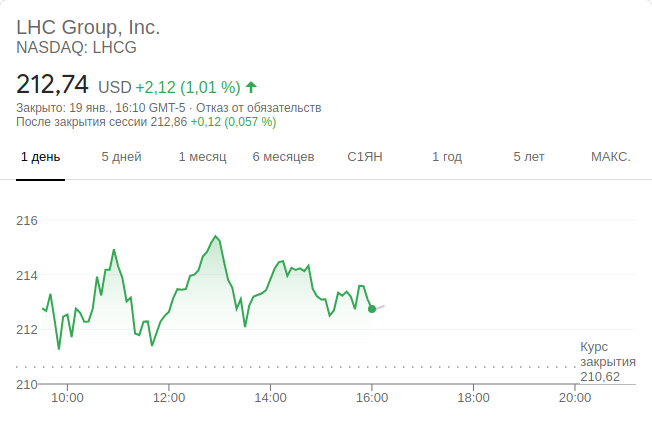 LHC Group, Inc.
NASDAQ: LHCG
212,74 USD +2,12 (1,01 %)
Закрыто: 19 янв., 16:10 GMT-5 · Отказ от обязательств
После закрытия сессии 212,86 +0,12 (0,057 %)
1 день 5 дней 1 месяц 6 месяцев С1ЯН 1 год 5 лет МАКС.
216
214
212
Курс
закрытия
210,62
210
10:00 12:00 14:00 16:00 18:00 20:00